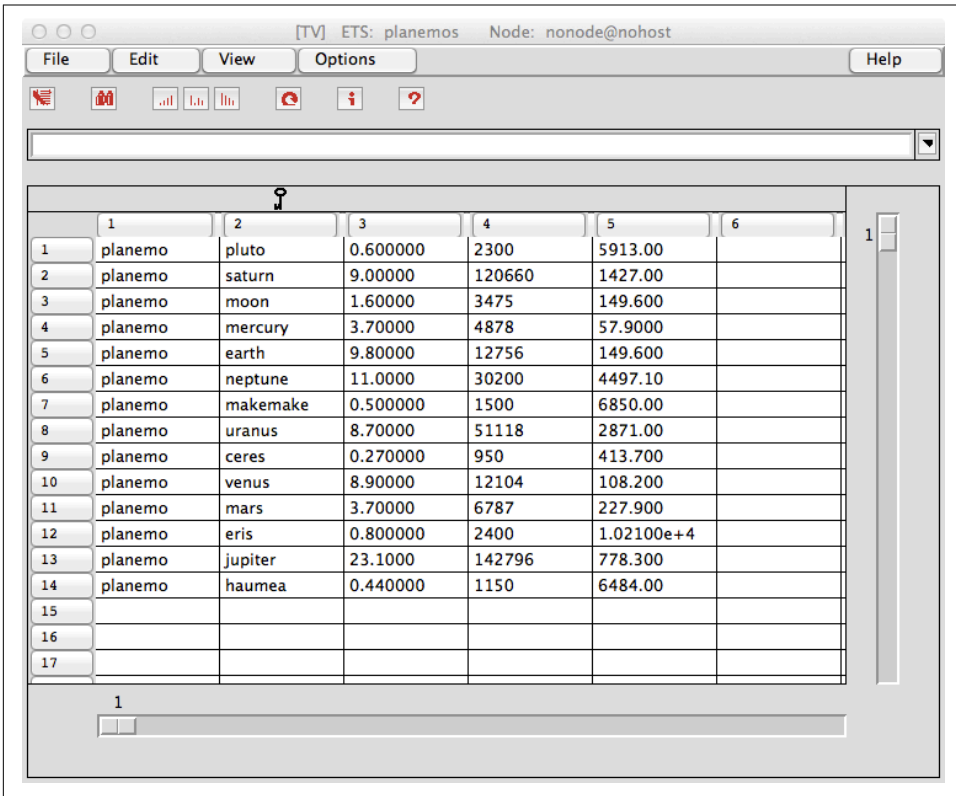 [TV] ETS: planemos Node: nonode@nohost
File Edit View Options Help
1 2 3 4 5 6
1
1 planemo pluto 0.600000 2300 5913.00
2 planemo saturn 9.00000 120660 1427.00
3 planemo moon 1.60000 3475 149.600
4 planemo mercury 3.70000 4878 57.9000
5 planemo earth 9.80000 12756 149.600
6 planemo neptune 11.0000 30200 4497.10
7 planemo makemake 0.500000 1500 6850.00
8 planemo uranus 8.70000 51118 2871.00
9 planemo ceres 0.270000 950 413.700
10 planemo venus 8.90000 12104 108.200
11 planemo mars 3.70000 6787 227.900
12 planemo eris 0.800000 2400 1.02100e+4
13 planemo jupiter 23.1000 142796 778.300
14 planemo haumea 0.440000 1150 6484.00
15
16
17
1